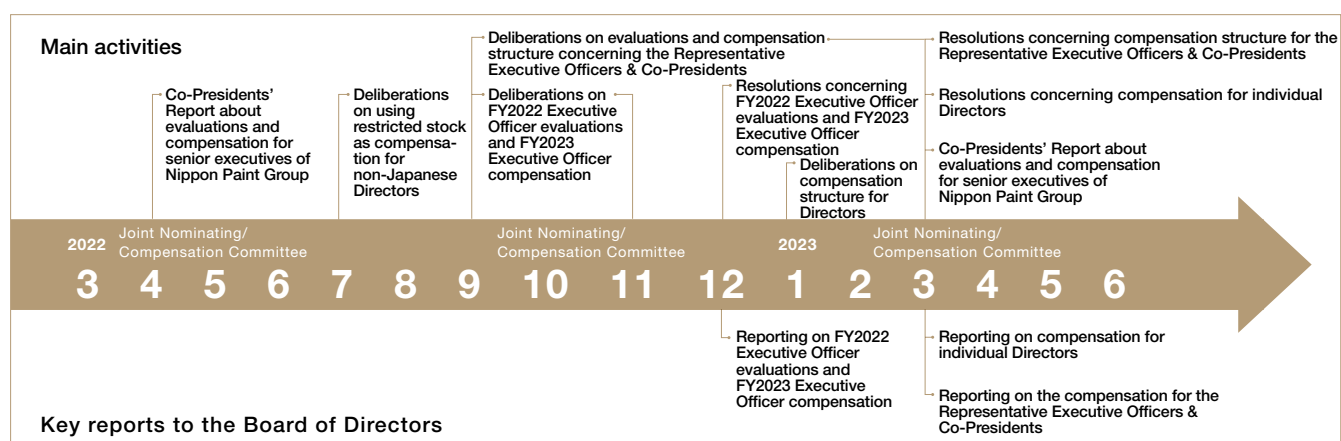 Main activities
Co-Presidents'
Report about
evaluations and
compensation for
senior executives of
Nippon Paint Group
Deliberations
on using
restricted stock
as compensa-
tion for
non-Japanese
Directors
Deliberations on evaluations and compensation
structure concerning the Representative
Executive Officers & Co-Presidents
Deliberations on
FY2022 Executive
Officer evaluations
and FY2023
Executive Officer
compensation
Resolutions concerning
FY2022 Executive Officer
evaluations and FY2023
Executive Officer
compensation
Deliberations on
compensation
structure for
Directors
Resolutions concerning compensation structure for the
Representative Executive Officers & Co-Presidents
Resolutions concerning compensation for individual
Directors
Co-Presidents' Report about
evaluations and compensation
for senior executives of
Nippon Paint Group
2022
Joint Nominating/
Compensation Committee
Joint Nominating/
Compensation Committee
2023
Joint Nominating/
Compensation Committee
3 4 5 6 7 8 9 10 11 12 1 2 3 4 5 6
Reporting on FY2022
Executive Officer
evaluations and
FY2023 Executive
Officer compensation
Reporting on compensation for
individual Directors
Reporting on the compensation for the
Representative Executive Officers &
Co-Presidents
Key reports to the Board of Directors